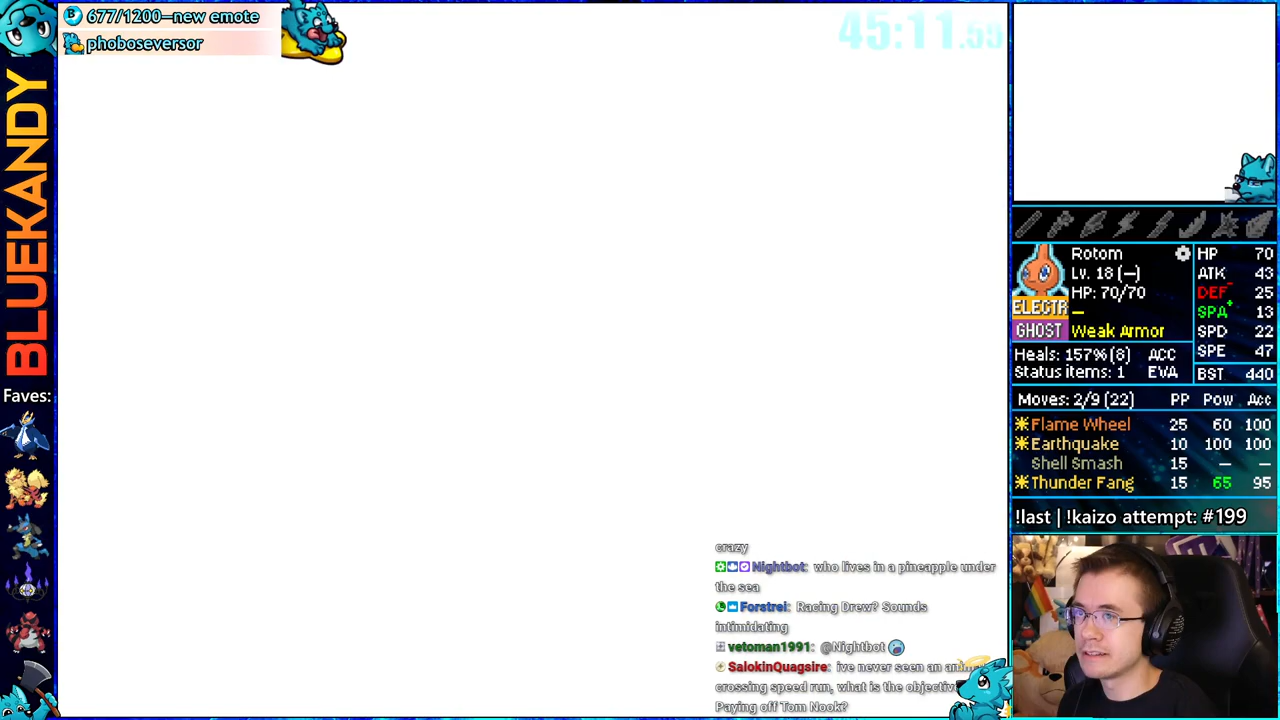 677/1200—new emote
phoboseversor
45:11.59
BLUEKANDY
Faves:
Rotom
Lv. 18 (—)
HP: 70/70
—
ELECTR
GHOST
Weak Armor
Heals: 157% (8) ACC
Status items: 1 EVA
HP 70
ATK 43
DEF- 25
SPA+ 13
SPD 22
SPE 47
BST 440
Moves: 2/9 (22) PP Pow Acc
Flame Wheel 25 60 100
Earthquake 10 100 100
Shell Smash 15 — —
Thunder Fang 15 65 95
!last | !kaizo attempt: #199
crazy
Nightbot: who lives in a pineapple under
the sea
Forstrei: Racing Drew? Sounds
intimidating
vetoman1991: @Nightbot
SalokinQuagsire: ive never seen an
crossing speed run, what is the
Paying off Tom Nook?